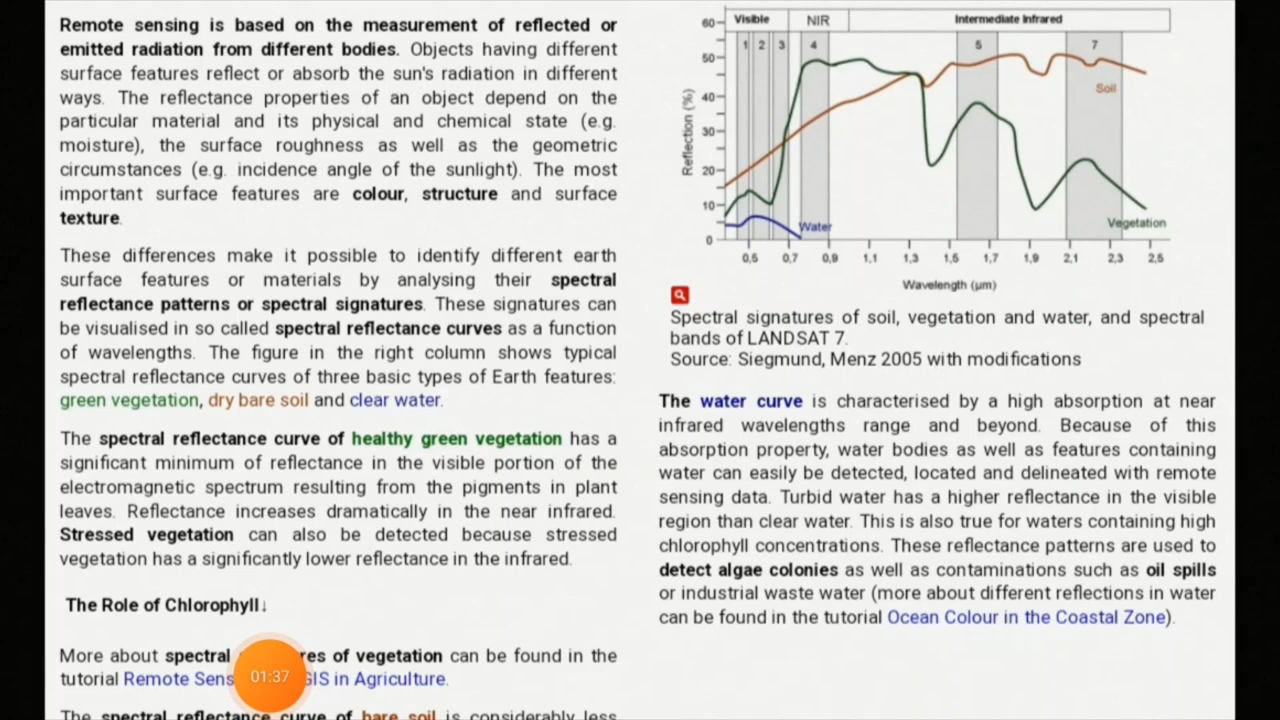 Remote sensing is based on the measurement of reflected or
emitted radiation from different bodies. Objects having different
surface features reflect or absorb the sun's radiation in different
ways. The reflectance properties of an object depend on the
particular material and its physical and chemical state (e.g.
moisture), the surface roughness as well as the geometric
circumstances (e.g. incidence angle of the sunlight). The most
important surface features are colour, structure and surface
texture.
These differences make it possible to identify different earth
surface features or materials by analysing their spectral
reflectance patterns or spectral signatures. These signatures can
be visualised in so called spectral reflectance curves as a function
of wavelengths. The figure in the right column shows typical
spectral reflectance curves of three basic types of Earth features:
green vegetation, dry bare soil and clear water.
The spectral reflectance curve of healthy green vegetation has a
significant minimum of reflectance in the visible portion of the
electromagnetic spectrum resulting from the pigments in plant
leaves. Reflectance increases dramatically in the near infrared.
Stressed vegetation can also be detected because stressed
vegetation has a significantly lower reflectance in the infrared.
The Role of Chlorophyll↓
More about spectral res of vegetation can be found in the
tutorial Remote Sens GIS in Agriculture.
01:37
The spectral reflectance curve of bare soil is considerably less
Visible NIR Intermediate Infrared
1 2 3 4 5 7
60
50
40
30
20
10
0
Reflection (%)
Soil
Vegetation
Water
0,5 0,7 0,9 1,1 1,3 1,5 1,7 1,9 2,1 2,3 2,5
Wavelength (μm)
Spectral signatures of soil, vegetation and water, and spectral
bands of LANDSAT 7.
Source: Siegmund, Menz 2005 with modifications
The water curve is characterised by a high absorption at near
infrared wavelengths range and beyond. Because of this
absorption property, water bodies as well as features containing
water can easily be detected, located and delineated with remote
sensing data. Turbid water has a higher reflectance in the visible
region than clear water. This is also true for waters containing high
chlorophyll concentrations. These reflectance patterns are used to
detect algae colonies as well as contaminations such as oil spills
or industrial waste water (more about different reflections in water
can be found in the tutorial Ocean Colour in the Coastal Zone).